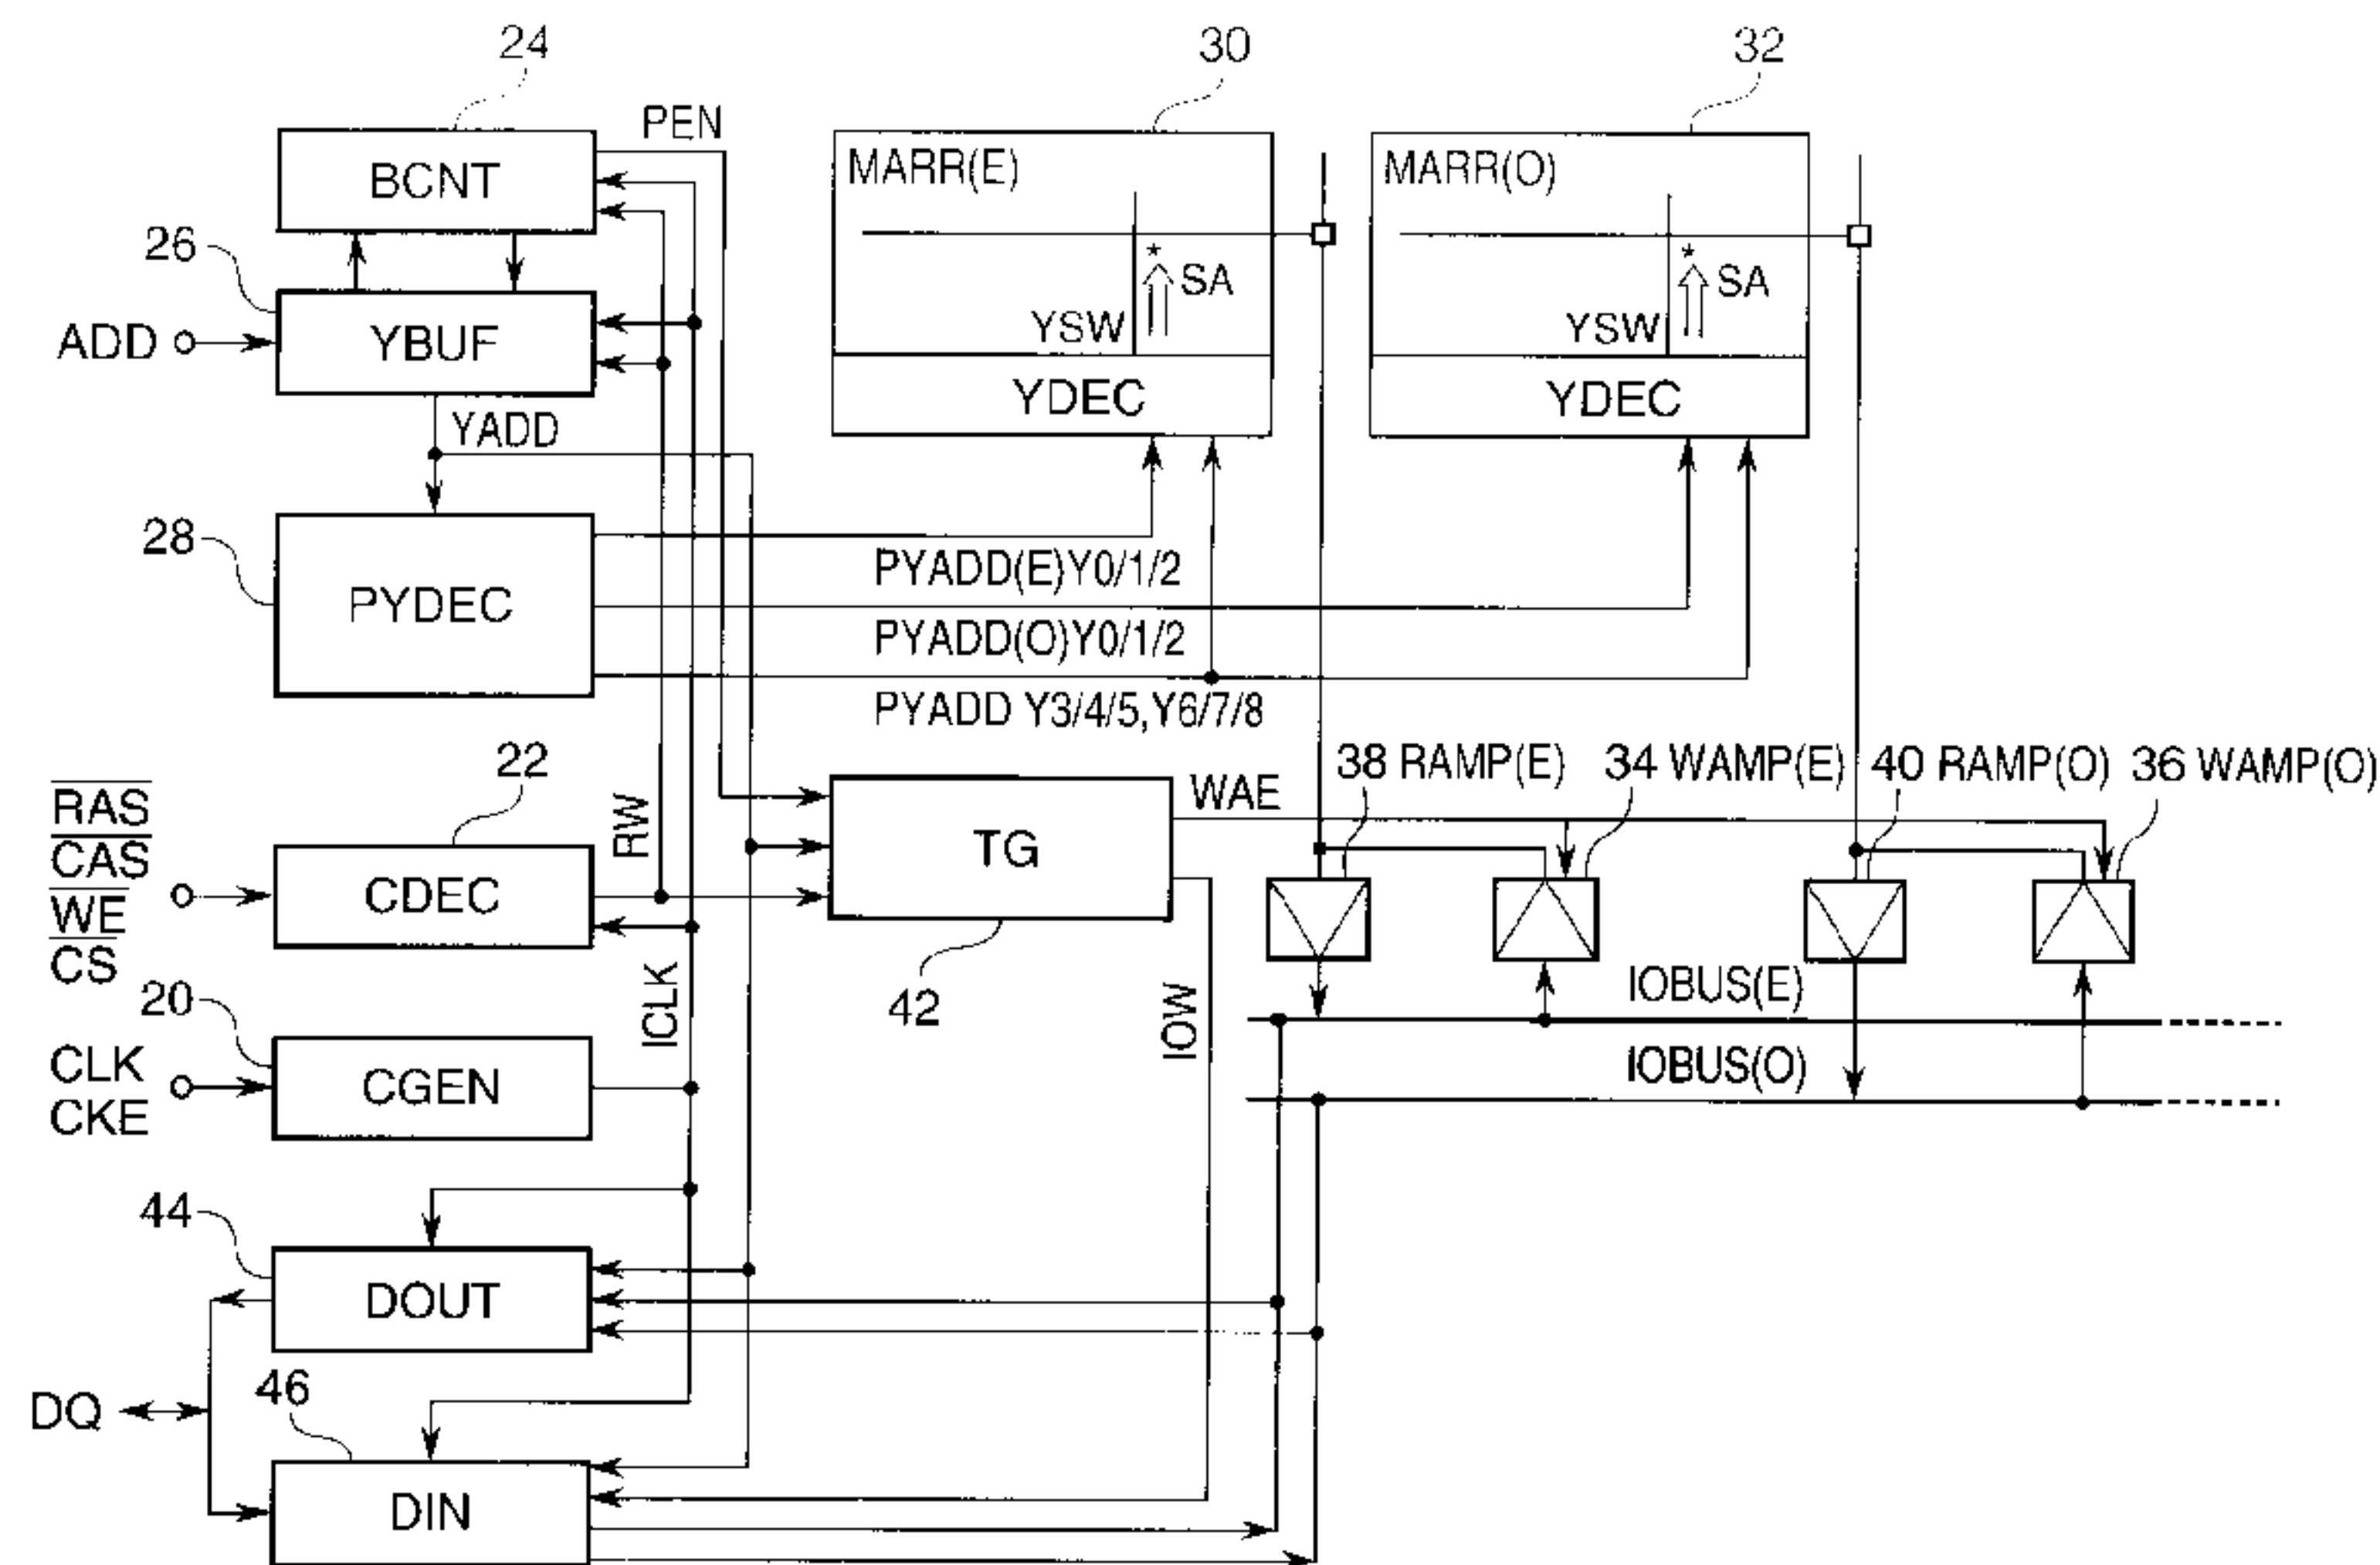 24
30
32
PEN
BCNT
MARR(E)
MARR(O)
26
* SA
* SA
ADD
YBUF
YSW
YSW
YDEC
YDEC
YADD
28
PYDEC
PYADD(E)Y0/1/2
PYADD(O)Y0/1/2
PYADD Y3/4/5,Y6/7/8
22
38 RAMP(E)
34 WAMP(E)
40 RAMP(O)
36 WAMP(O)
RAS
CAS
WE
CS
RW
WAE
CDEC
TG
42
20
ICLK
IOW
IOBUS(E)
IOBUS(O)
CLK
CKE
CGEN
44
DOUT
46
DQ
DIN